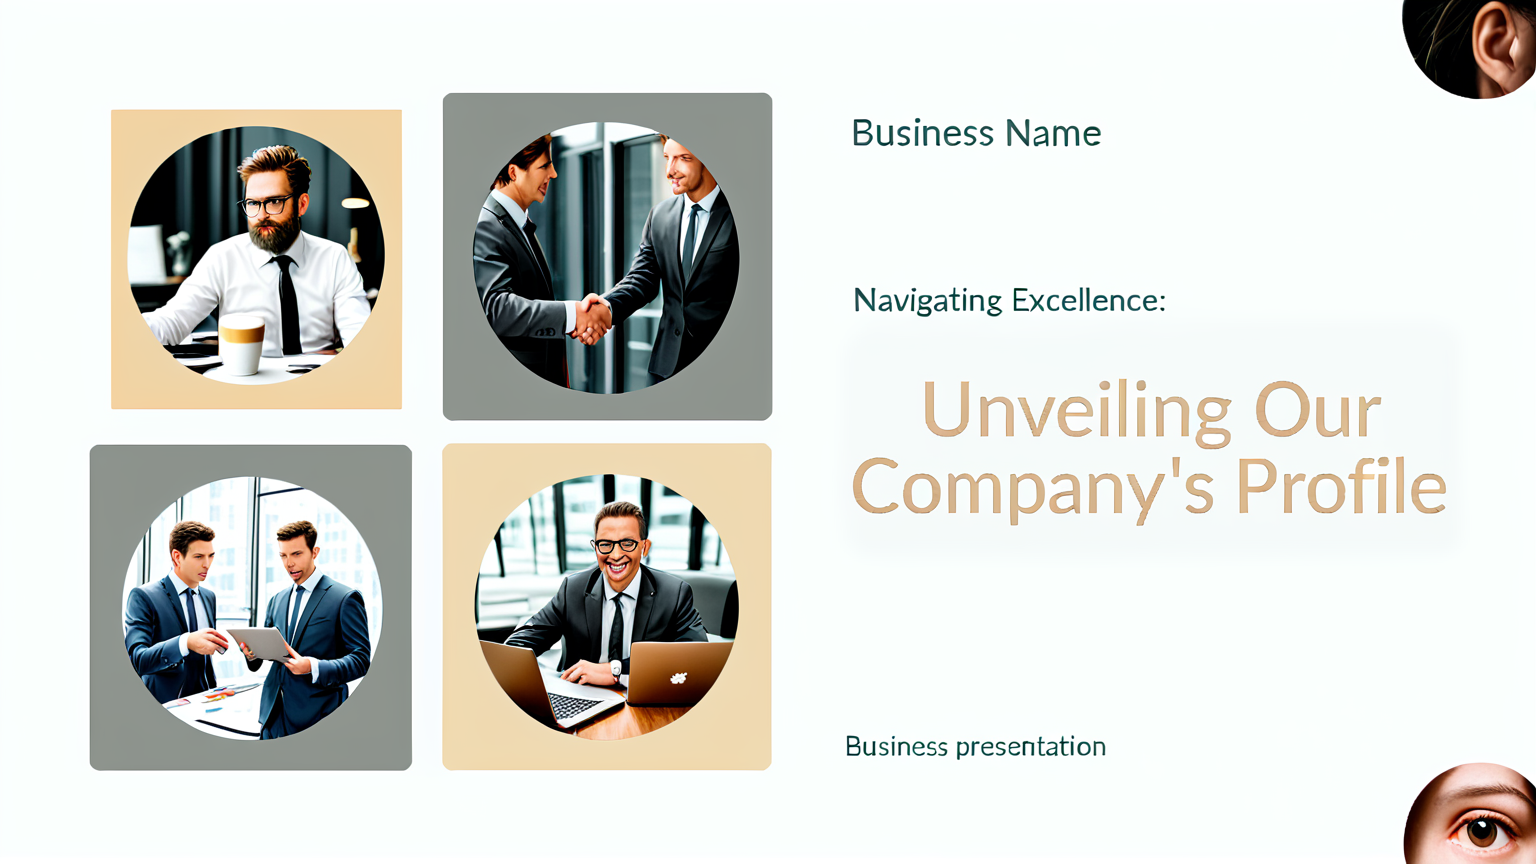 Business Name
Navigating Excellence:
Unveiling Our
Company's Profile
Business presentation